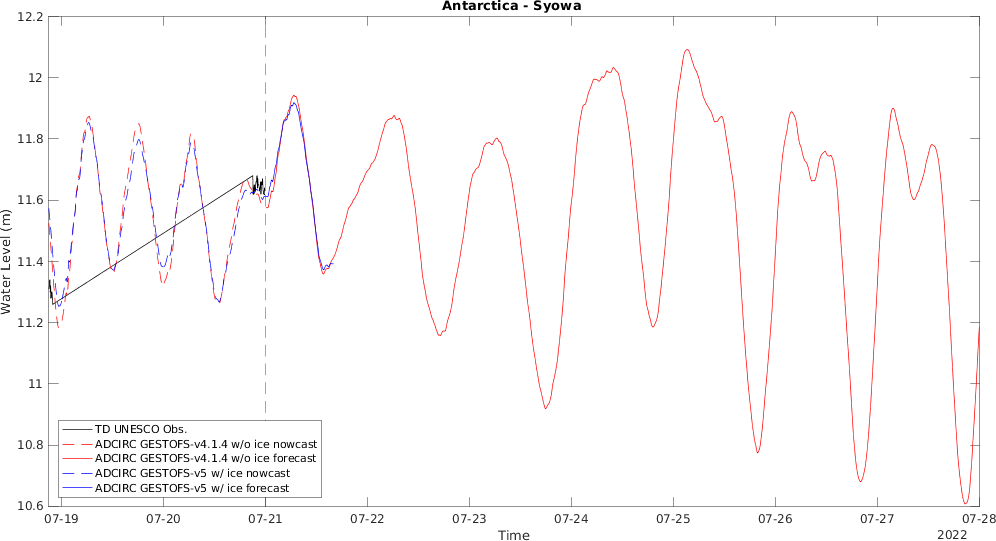 Antarctica - Syowa
12.2
12
11.8
11.6
11.4
11.2
11
10.8
10.6
Water Level (m)
TD UNESCO Obs.
ADCIRC GESTOFS-v4.1.4 w/o ice nowcast
ADCIRC GESTOFS-v4.1.4 w/o ice forecast
ADCIRC GESTOFS-v5 w/ ice nowcast
ADCIRC GESTOFS-v5 w/ ice forecast
07-19 07-20 07-21 07-22 07-23 07-24 07-25 07-26 07-27 07-28
Time
2022